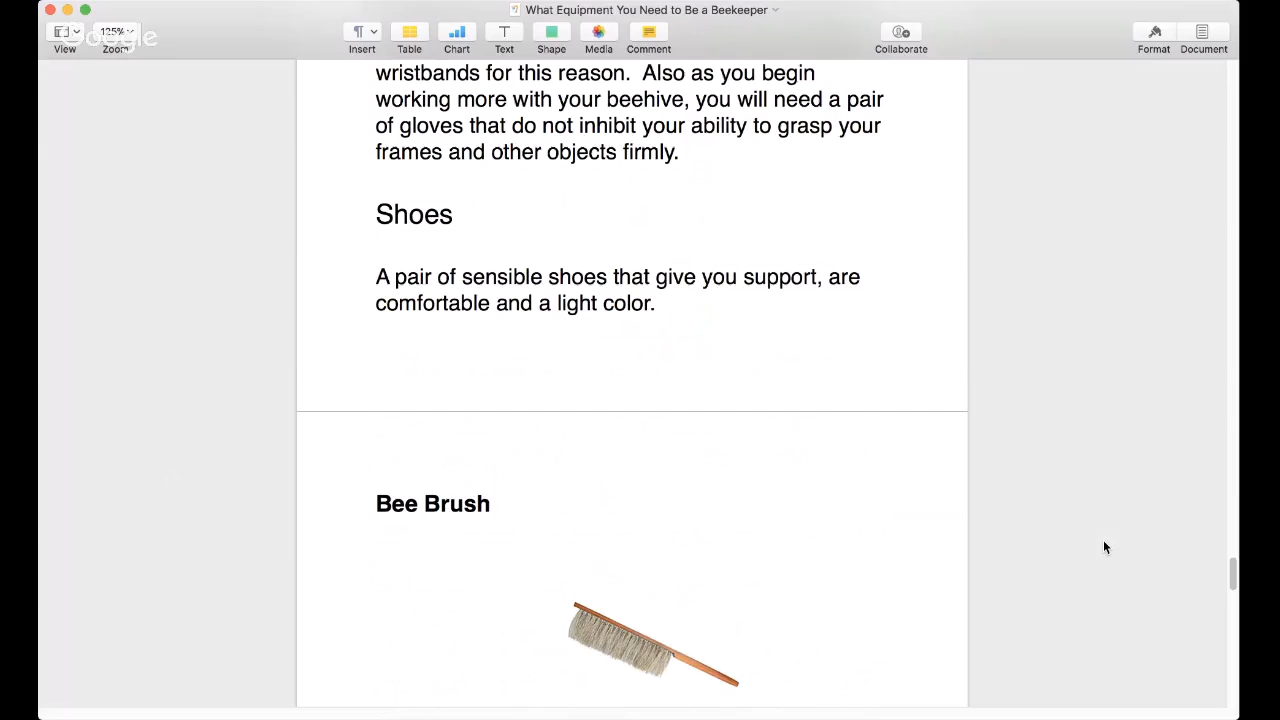 What Equipment You Need to Be a Beekeeper
125%
Google
View
Zoom
Insert
Table
Chart
Text
Shape
Media
Comment
Collaborate
Format
Document
wristbands for this reason. Also as you begin
working more with your beehive, you will need a pair
of gloves that do not inhibit your ability to grasp your
frames and other objects firmly.
Shoes
A pair of sensible shoes that give you support, are
comfortable and a light color.
Bee Brush